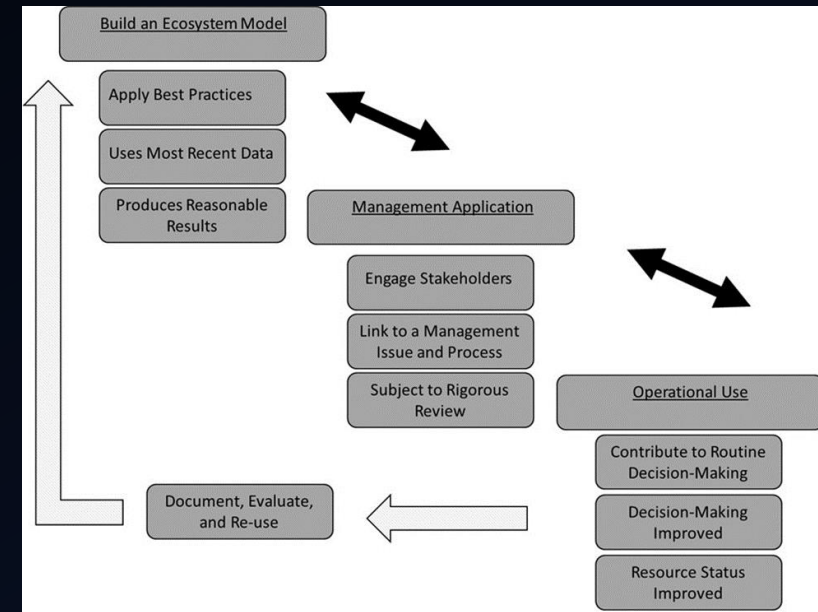 Build an Ecosystem Model
Apply Best Practices
Uses Most Recent Data
Produces Reasonable
Results
Management Application
Engage Stakeholders
Link to a Management
Issue and Process
Subject to Rigorous
Review
Operational Use
Contribute to Routine
Decision-Making
Decision-Making
Improved
Resource Status
Improved
Document, Evaluate,
and Re-use